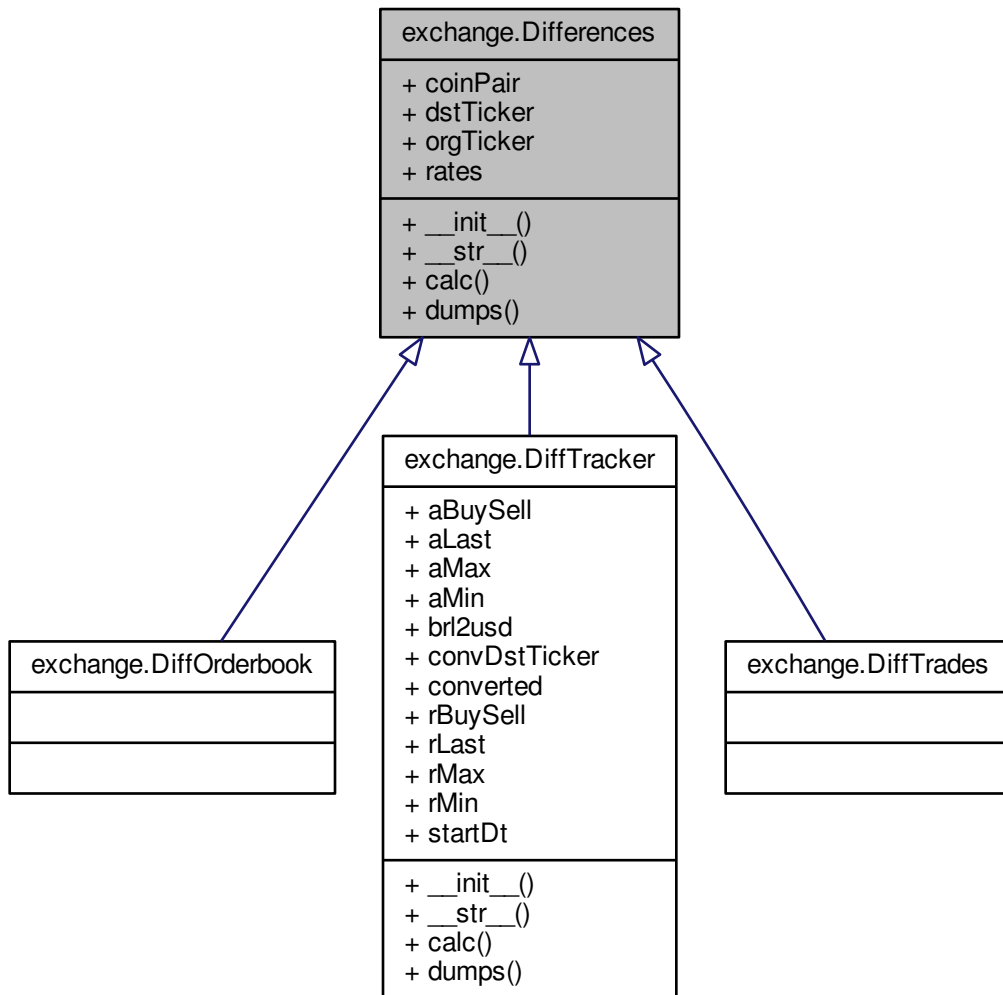 exchange.Differences
+ coinPair
+ dstTicker
+ orgTicker
+ rates
+ __init__()
+ __str__()
+ calc()
+ dumps()
exchange.DiffOrderbook
exchange.DiffTracker
+ aBuySell
+ aLast
+ aMax
+ aMin
+ brl2usd
+ convDstTicker
+ converted
+ rBuySell
+ rLast
+ rMax
+ rMin
+ startDt
+ __init__()
+ __str__()
+ calc()
+ dumps()
exchange.DiffTrades